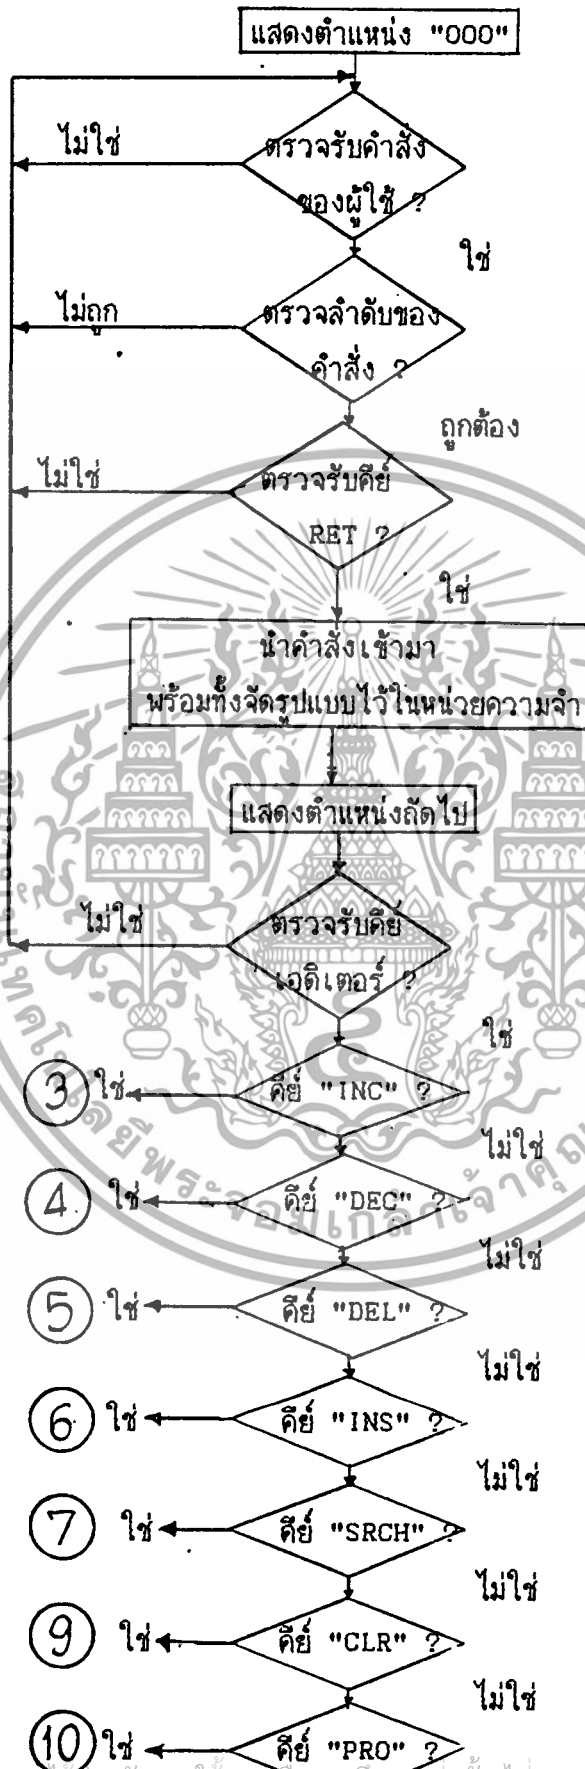 แสดงตำแหน่ง "000"
ไม่ใช่
ตรวจรับคำสั่ง
ของผู้ใช้ ?
ใช่
ไม่ถูก
ตรวจลำดับของ
คำสั่ง ?
ถูกต้อง
ไม่ใช่
ตรวจรับคีย์
RET ?
ใช่
นำคำสั่งเข้ามา
พร้อมทั้งจัดรูปแบบไว้ในหน่วยความจำ
แสดงตำแหน่งถัดไป
ไม่ใช่
ตรวจรับคีย์
เอดิเตอร์ ?
ใช่
3 ใช่ คีย์ "INC" ?
ไม่ใช่
4 ใช่ คีย์ "DEC" ?
ไม่ใช่
5 ใช่ คีย์ "DEL" ?
ไม่ใช่
6 ใช่ คีย์ "INS" ?
ไม่ใช่
7 ใช่ คีย์ "SRCH" ?
ไม่ใช่
9 ใช่ คีย์ "CLR" ?
ไม่ใช่
10 ใช่ คีย์ "PRO" ?